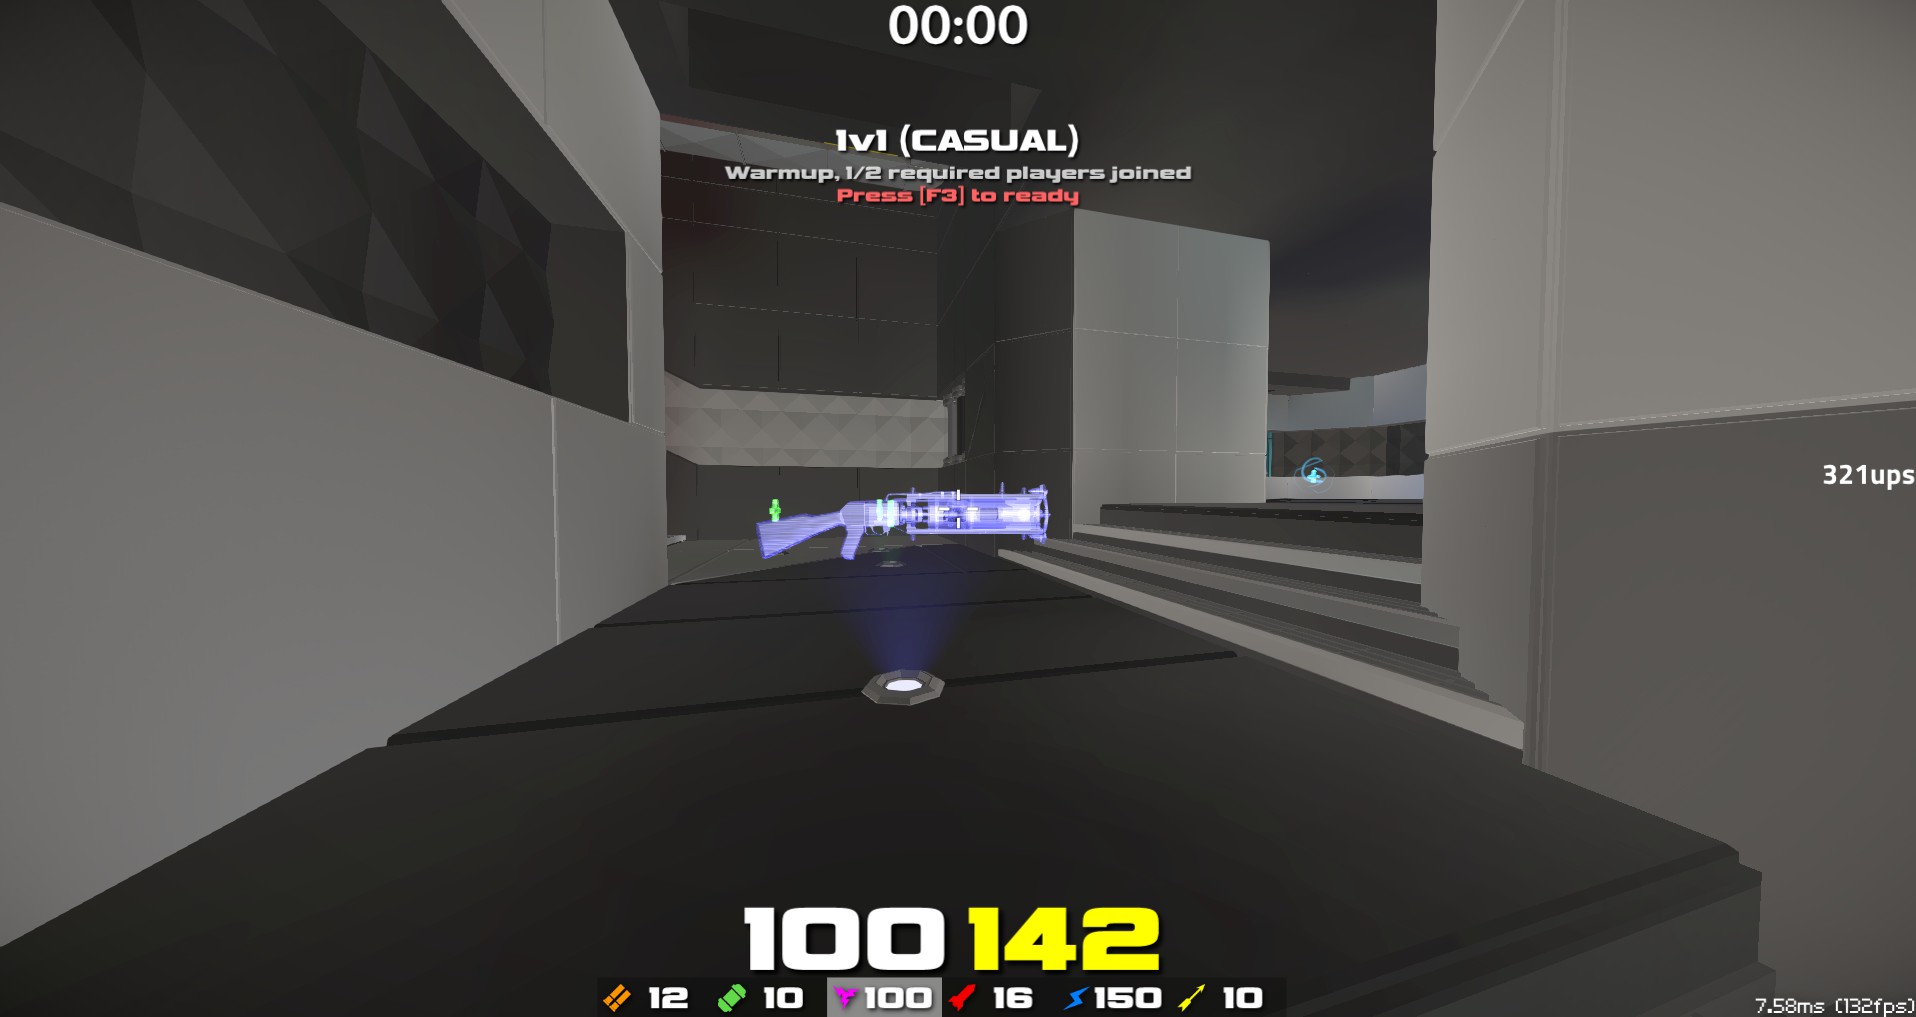 00:00
1v1 (CASUAL)
Warmup, 1/2 required players joined
Press [F3] to ready
321ups
100 142
12 10 100 16 150 10
7.58ms (132fps)